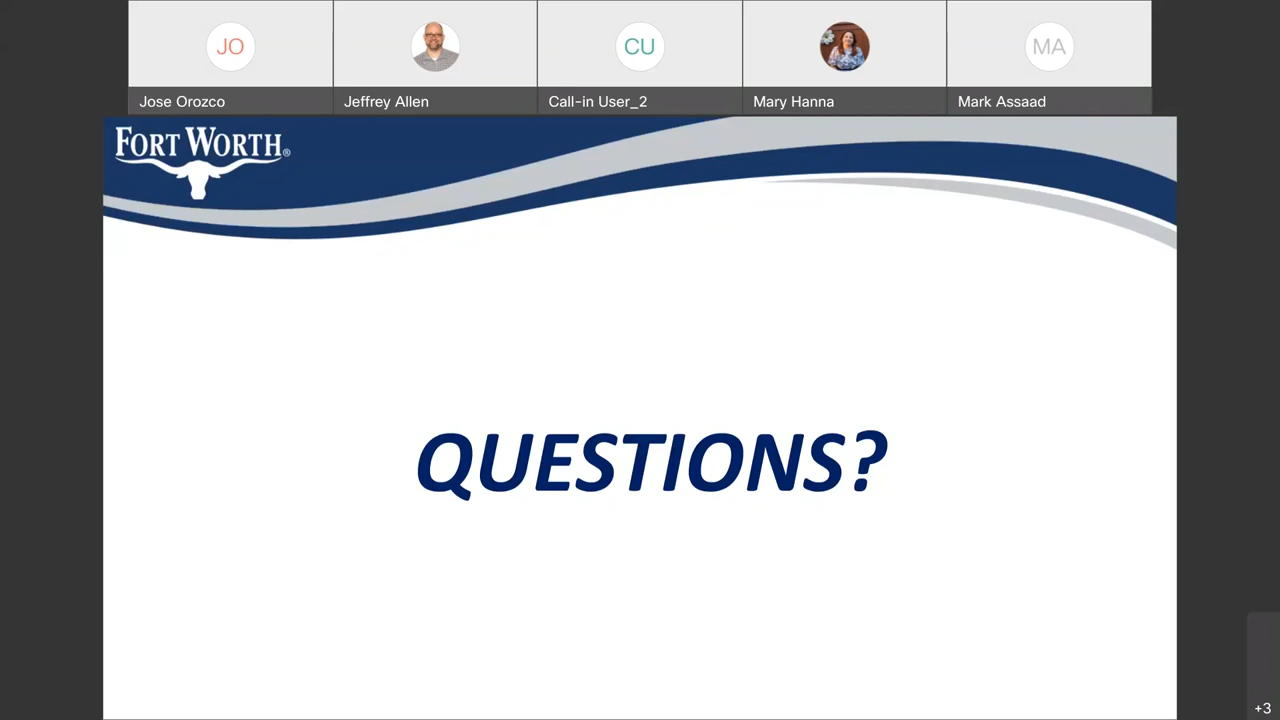 JO
CU
MA
Jose Orozco
Jeffrey Allen
Call-in User_2
Mary Hanna
Mark Assaad
FORT WORTH®
QUESTIONS?
+3